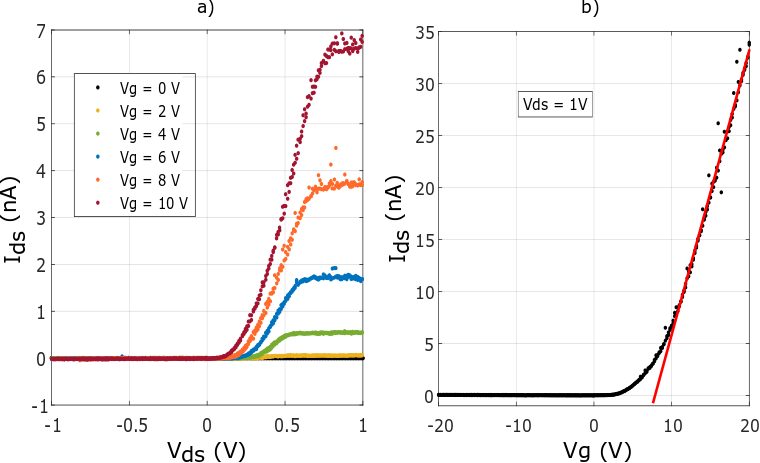 a)
7
6
5
4
3
2
1
0
-1
Vg = 0 V
Vg = 2 V
Vg = 4 V
Vg = 6 V
Vg = 8 V
Vg = 10 V
Ids (nA)
-1 -0.5 0 0.5 1
Vds (V)
b)
35
30
25
20
15
10
5
0
Vds = 1V
Ids (nA)
-20 -10 0 10 20
Vg (V)